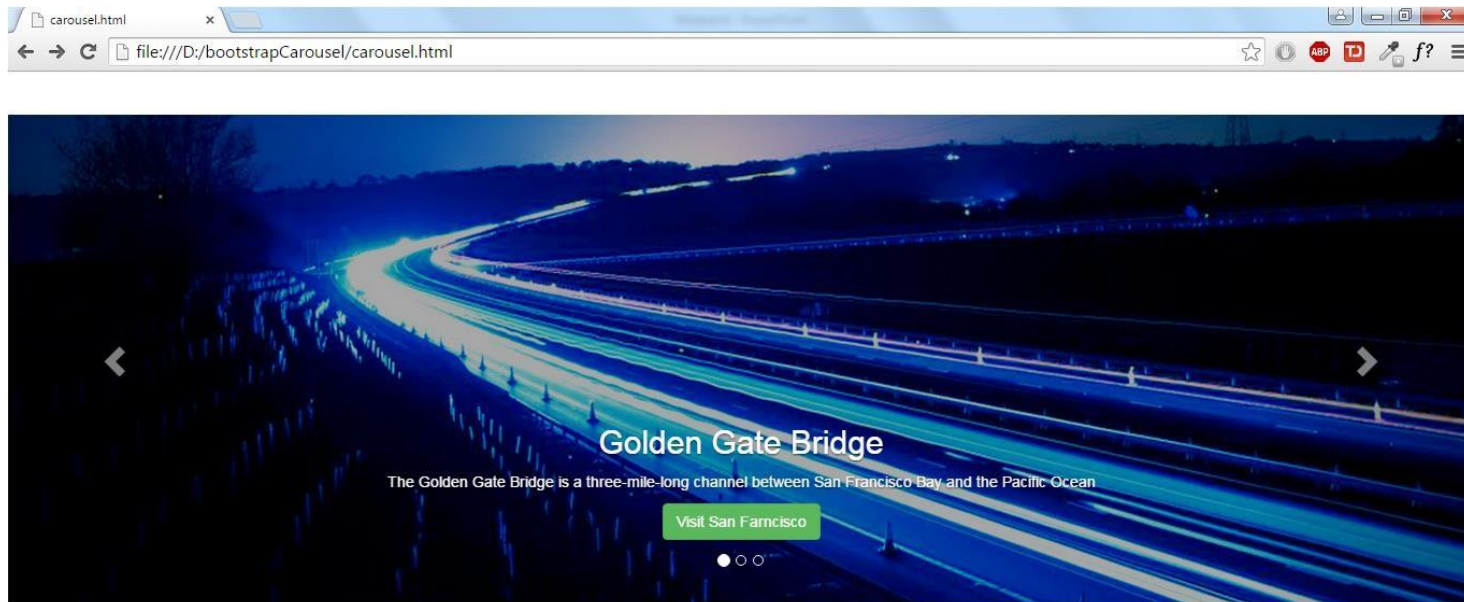 carousel.html
file:///D:/bootstrapCarousel/carousel.html
ABP
f?
Golden Gate Bridge
The Golden Gate Bridge is a three-mile-long channel between San Francisco Bay and the Pacific Ocean
Visit San Farncisco